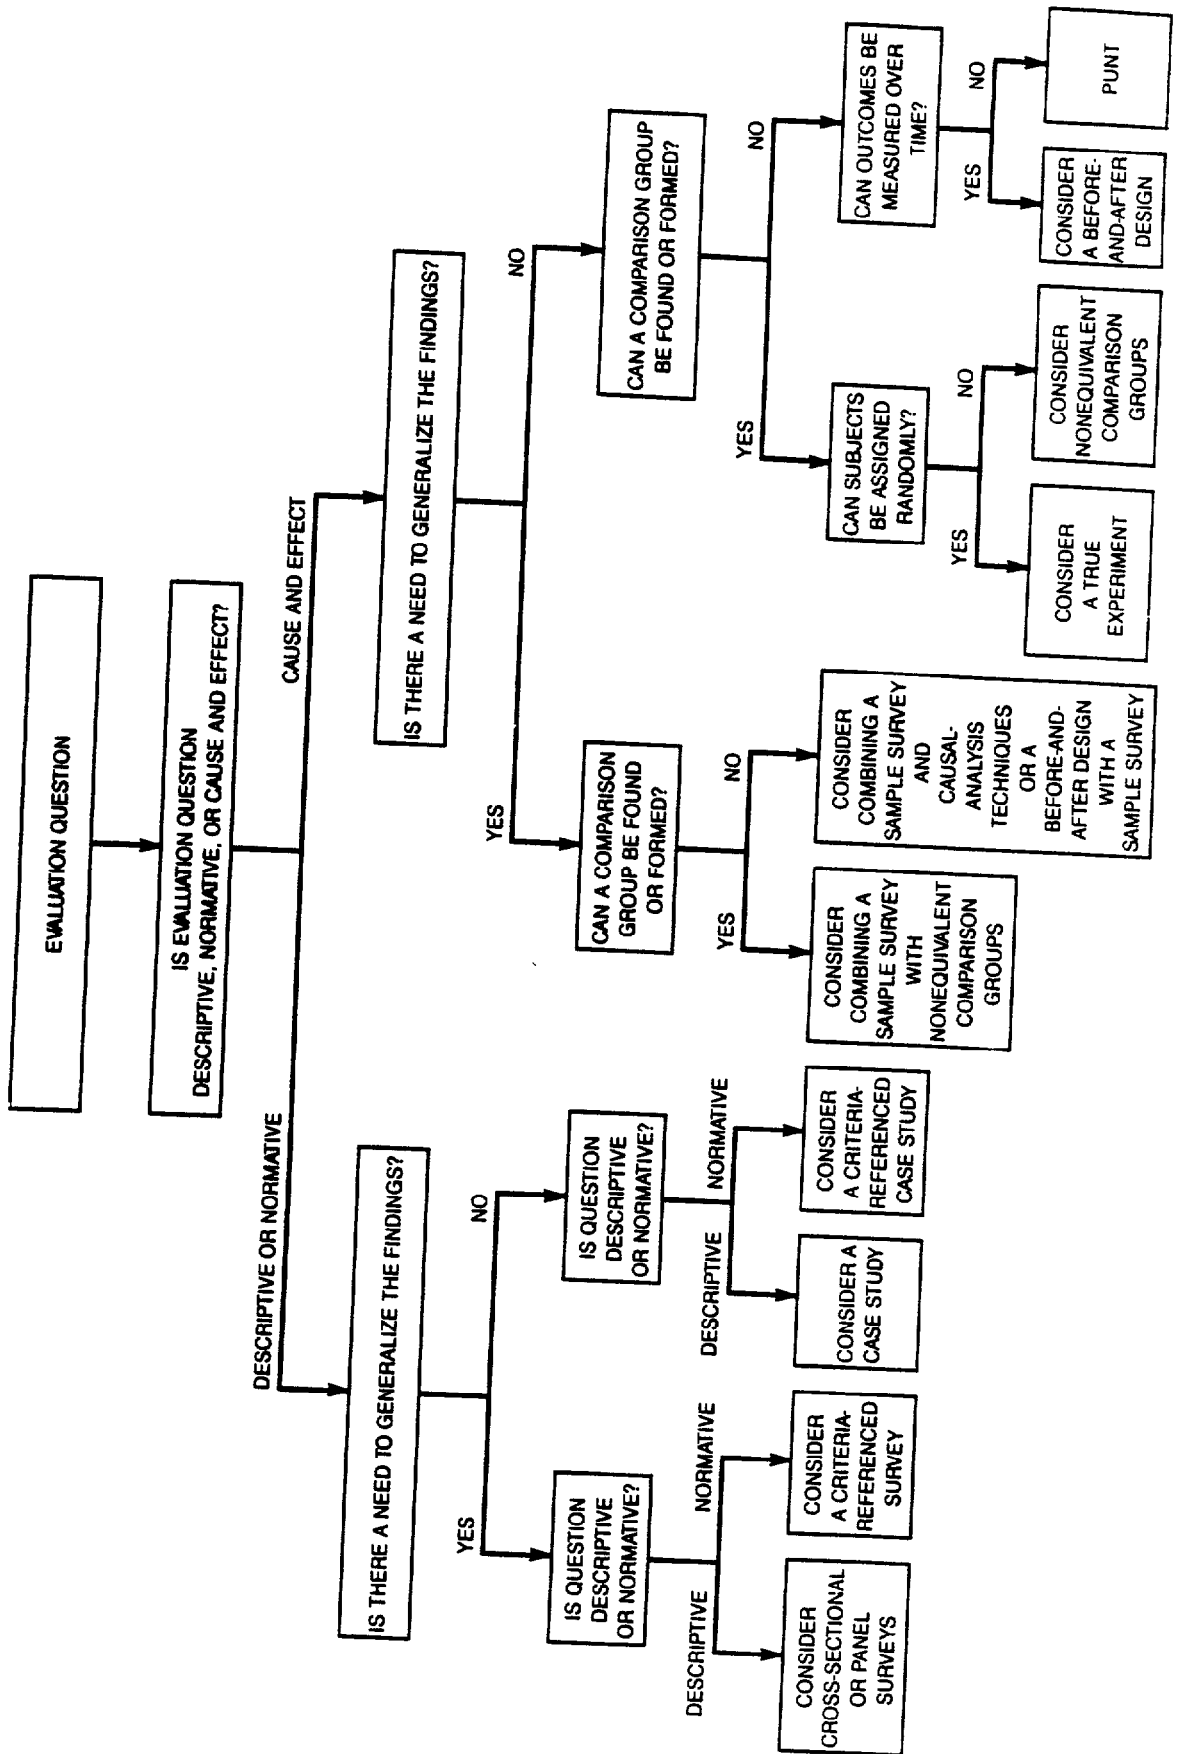 EVALUATION QUESTION
IS EVALUATION QUESTION
DESCRIPTIVE, NORMATIVE, OR CAUSE AND EFFECT?
DESCRIPTIVE OR NORMATIVE
CAUSE AND EFFECT
IS THERE A NEED TO GENERALIZE THE FINDINGS?
IS THERE A NEED TO GENERALIZE THE FINDINGS?
YES
NO
YES
NO
IS QUESTION
DESCRIPTIVE
OR NORMATIVE?
IS QUESTION
DESCRIPTIVE
OR NORMATIVE?
CAN A COMPARISON
GROUP BE FOUND
OR FORMED?
CAN A COMPARISON GROUP
BE FOUND OR FORMED?
DESCRIPTIVE
NORMATIVE
DESCRIPTIVE
NORMATIVE
YES
NO
YES
NO
CONSIDER
CROSS-SECTIONAL
OR PANEL
SURVEYS
CONSIDER
A CRITERIA-
REFERENCED
SURVEY
CONSIDER A
CASE STUDY
CONSIDER
A CRITERIA-
REFERENCED
CASE STUDY
CONSIDER
COMBINING A
SAMPLE SURVEY
WITH
NONEQUIVALENT
COMPARISON
GROUPS
CONSIDER
COMBINING A
SAMPLE SURVEY
AND
CAUSAL-
ANALYSIS
TECHNIQUES
OR A
BEFORE-AND-
AFTER DESIGN
WITH A
SAMPLE SURVEY
CAN SUBJECTS
BE ASSIGNED
RANDOMLY?
CAN OUTCOMES BE
MEASURED OVER
TIME?
YES
NO
YES
NO
CONSIDER
A TRUE
EXPERIMENT
CONSIDER
NONEQUIVALENT
COMPARISON
GROUPS
CONSIDER
A BEFORE-
AND-AFTER
DESIGN
PUNT